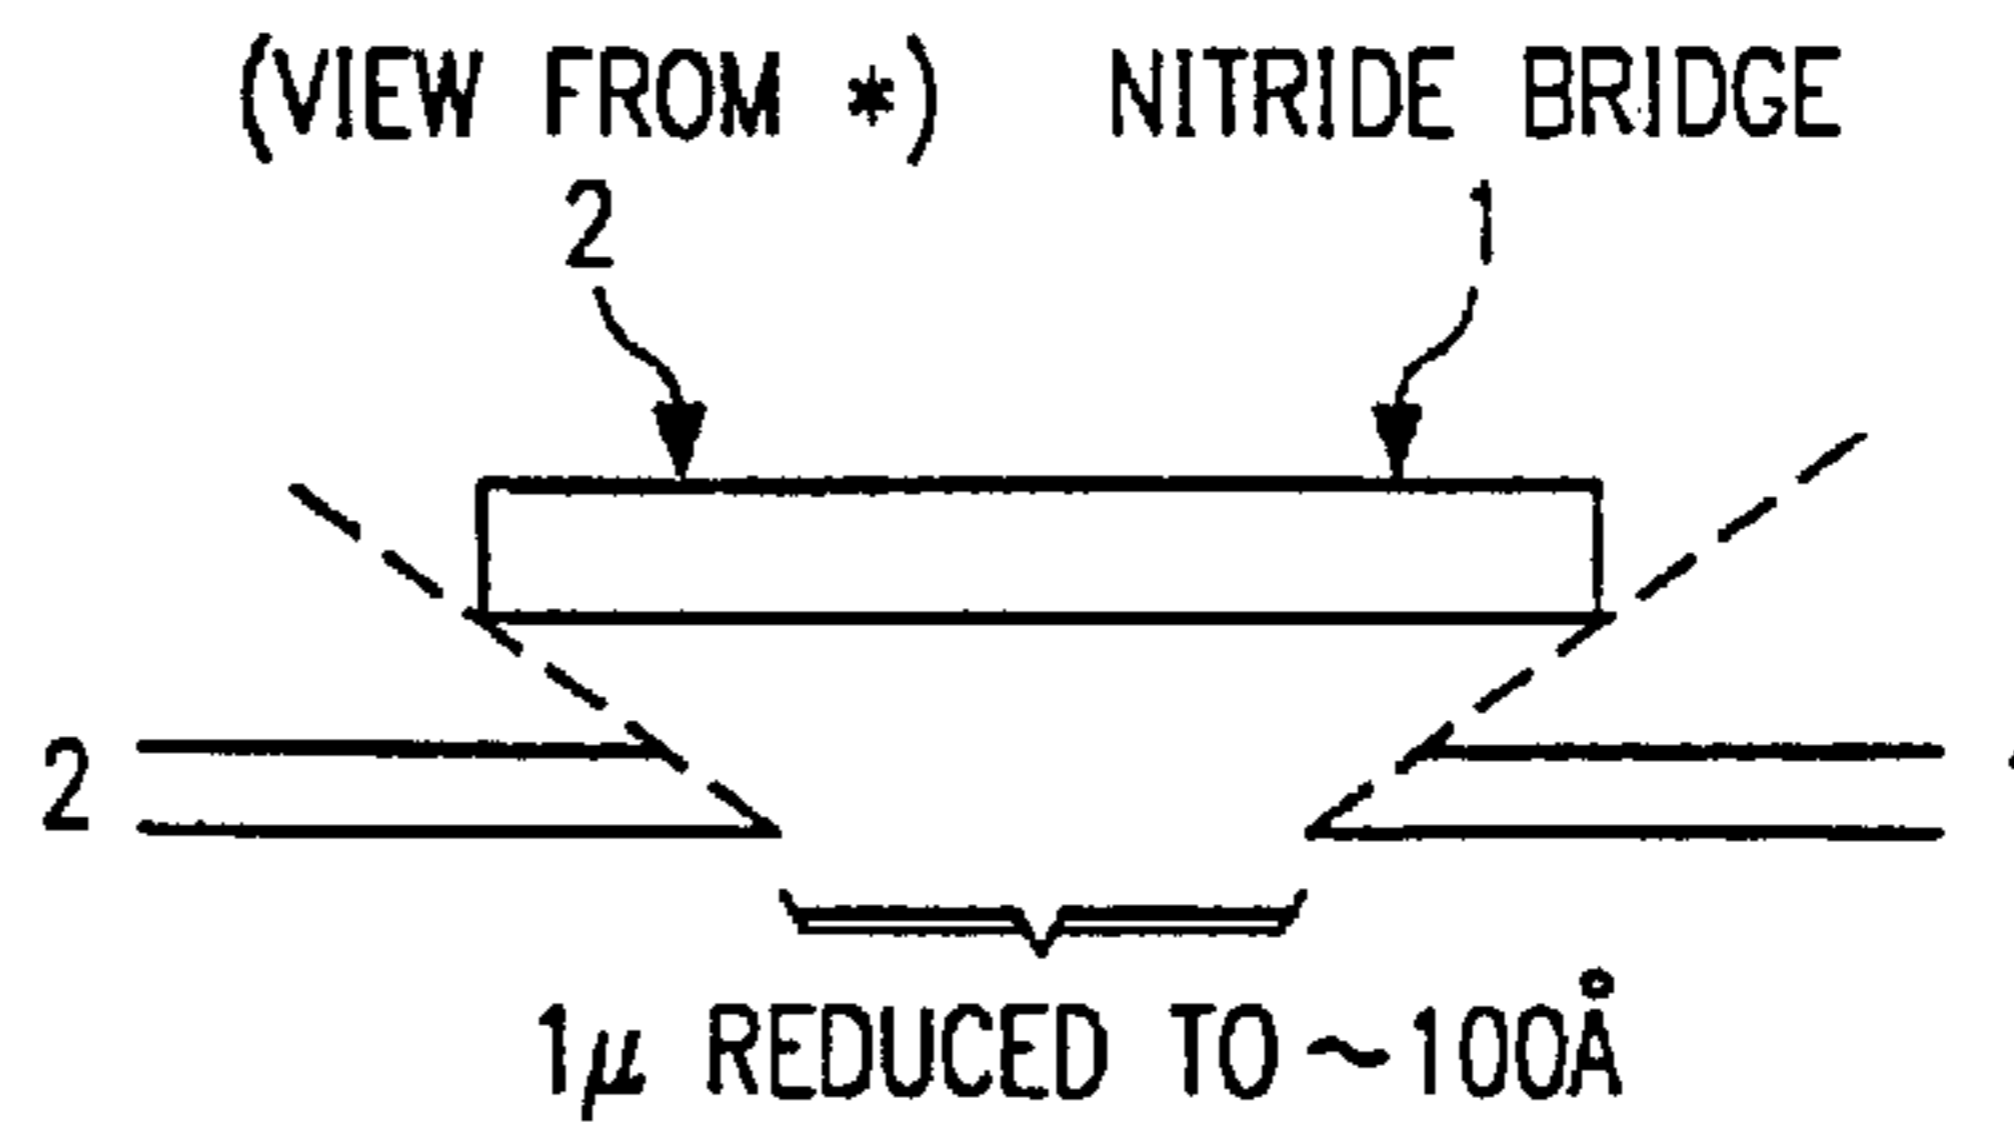 (VIEW FROM *) NITRIDE BRIDGE
2 1
2
1μ REDUCED TO ~100Å